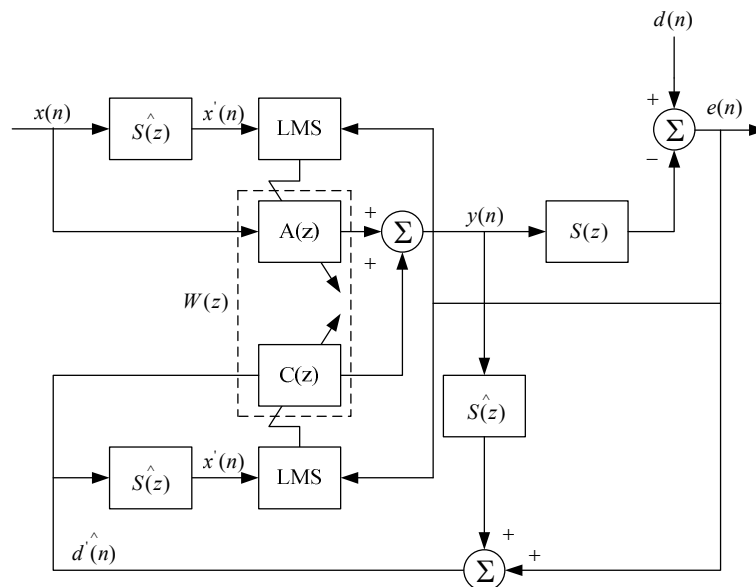 d(n)
x(n)
Ŝ(z)
x'(n)
LMS
+
Σ
e(n)
−
A(z)
+
+
Σ
y(n)
S(z)
W(z)
C(z)
Ŝ(z)
Ŝ(z)
x'(n)
LMS
d'^(n)
+
+
Σ